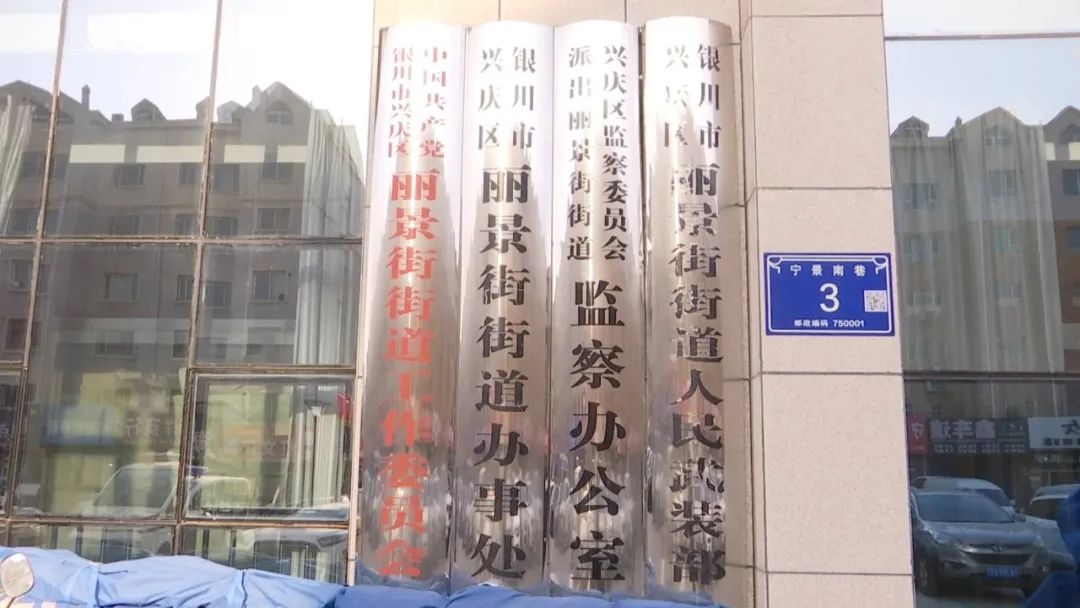 中国共产党
银川市兴庆区
丽景街街道工作委员会
银川市
兴庆区
丽景街街道办事处
兴庆区监察委员会
派出丽景街街道
监察办公室
银川市
兴庆区
丽景街街道人民武装部
宁景南巷
3
邮政编码 750001